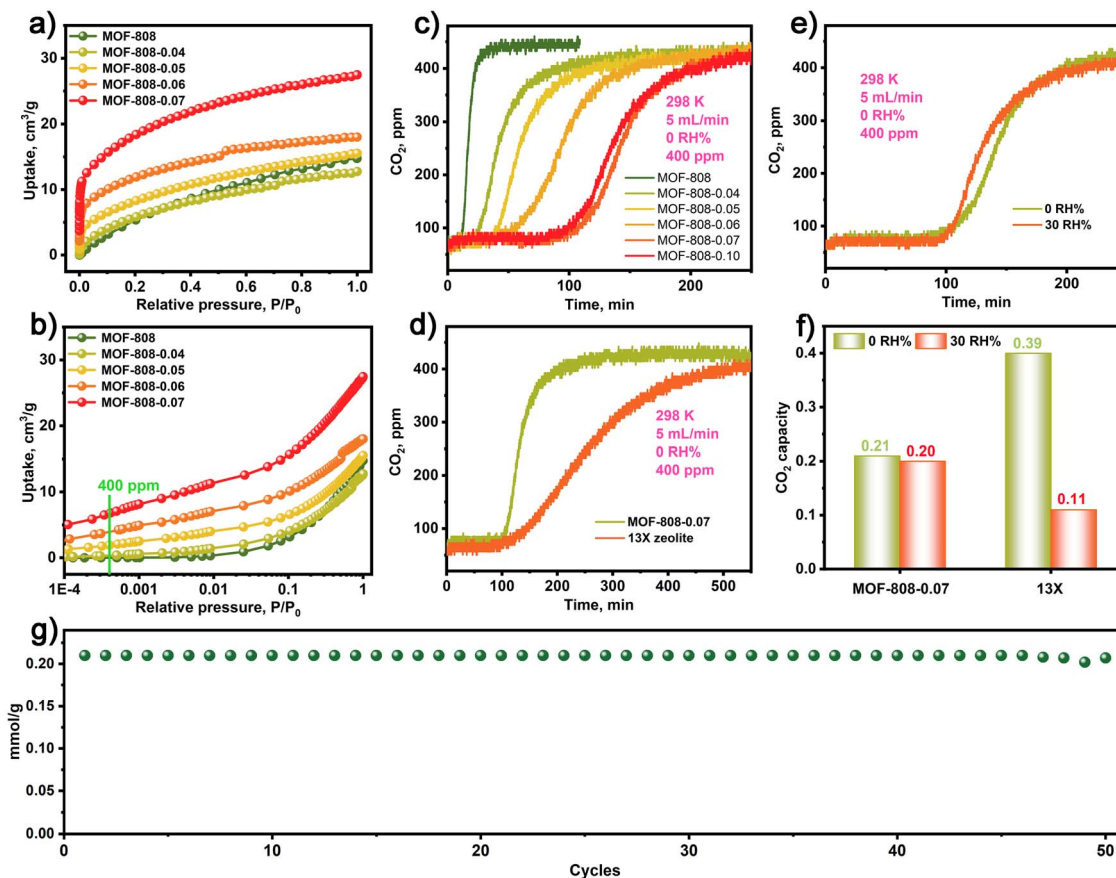 a)
MOF-808
MOF-808-0.04
MOF-808-0.05
MOF-808-0.06
MOF-808-0.07
Uptake, cm³/g
30
20
10
0
0.0 0.2 0.4 0.6 0.8 1.0
Relative pressure, P/P₀
c)
CO₂, ppm
400
300
200
100
298 K
5 mL/min
0 RH%
400 ppm
MOF-808
MOF-808-0.04
MOF-808-0.05
MOF-808-0.06
MOF-808-0.07
MOF-808-0.10
0 100 200
Time, min
e)
CO₂, ppm
400
300
200
100
298 K
5 mL/min
0 RH%
400 ppm
0 RH%
30 RH%
0 100 200
Time, min
b)
MOF-808
MOF-808-0.04
MOF-808-0.05
MOF-808-0.06
MOF-808-0.07
Uptake, cm³/g
30
20
10
0
400 ppm
1E-4 0.001 0.01 0.1 1
Relative pressure, P/P₀
d)
CO₂, ppm
400
300
200
100
298 K
5 mL/min
0 RH%
400 ppm
MOF-808-0.07
13X zeolite
0 100 200 300 400 500
Time, min
f)
0 RH%
30 RH%
CO₂ capacity
0.4
0.3
0.2
0.1
0.0
0.21
0.20
0.39
0.11
MOF-808-0.07 13X
g)
mmol/g
0.20
0.15
0.10
0.05
0.00
0 10 20 30 40 50
Cycles